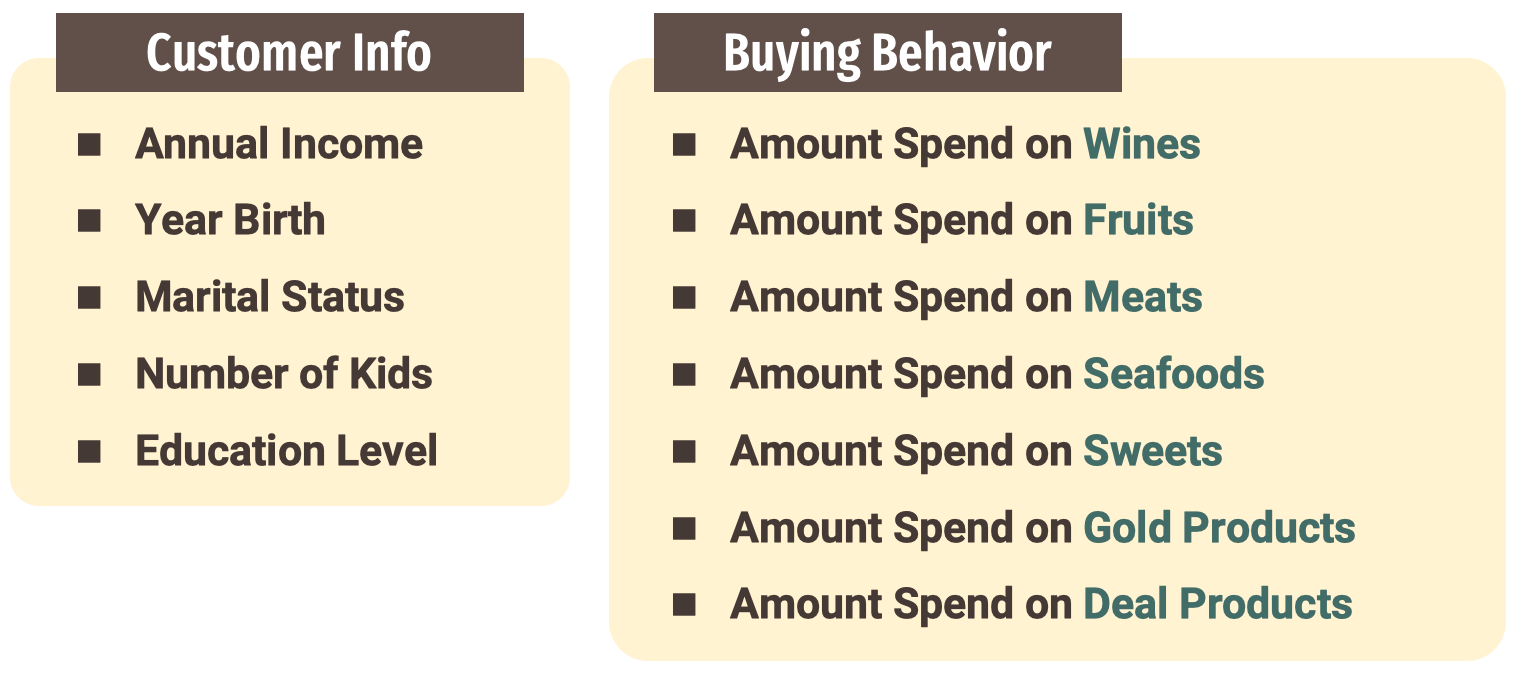 Customer Info
Annual Income
Year Birth
Marital Status
Number of Kids
Education Level
Buying Behavior
Amount Spend on Wines
Amount Spend on Fruits
Amount Spend on Meats
Amount Spend on Seafoods
Amount Spend on Sweets
Amount Spend on Gold Products
Amount Spend on Deal Products